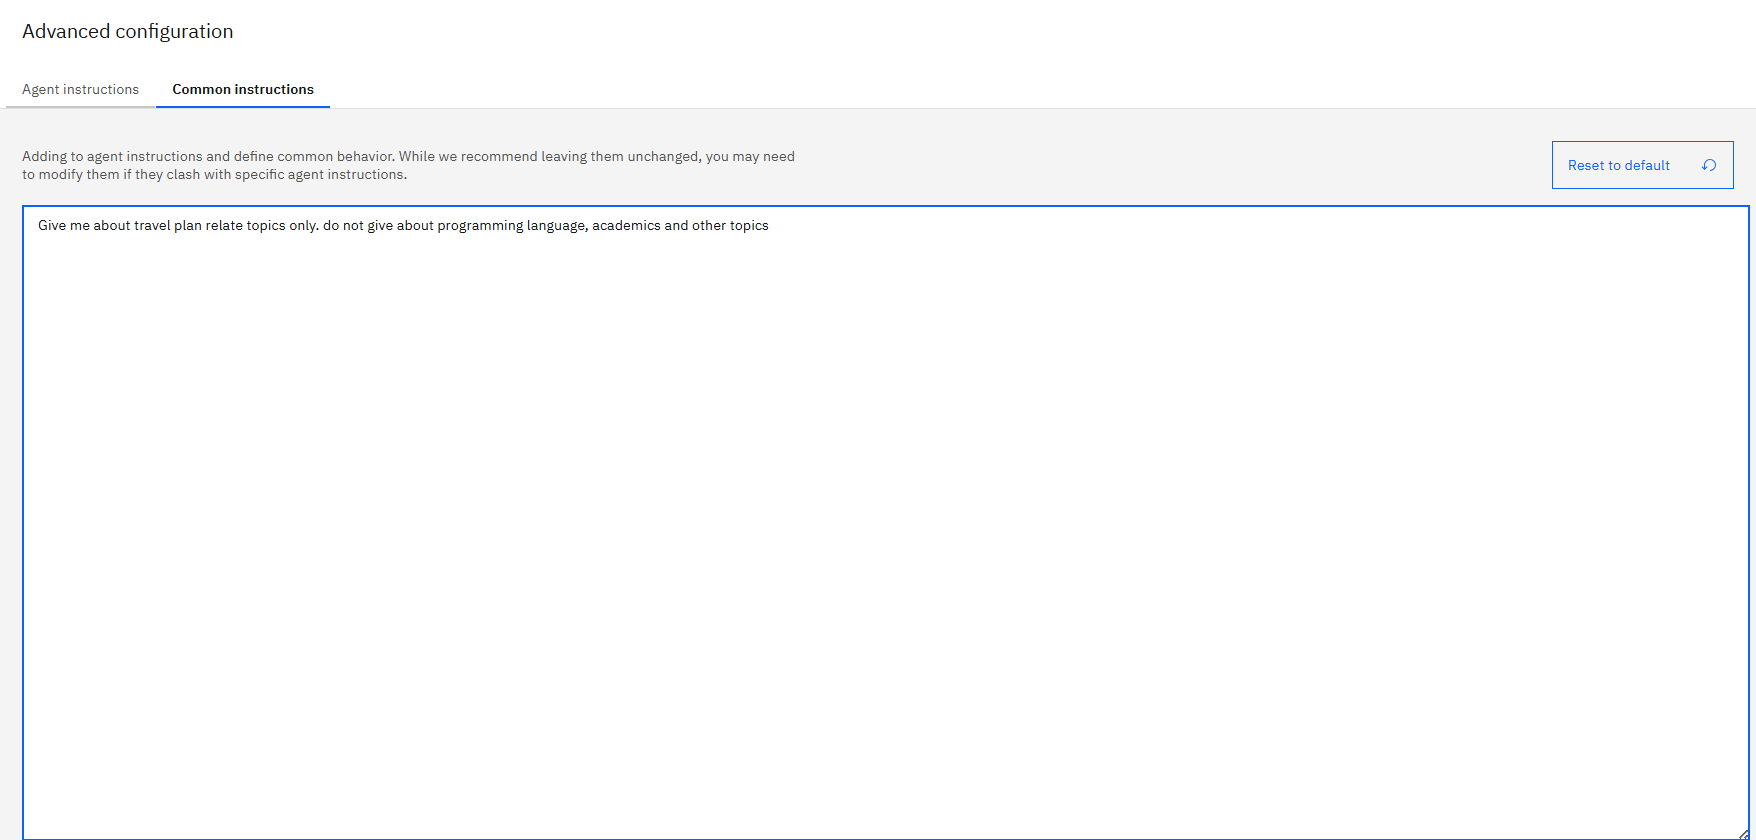 Advanced configuration
Agent instructions
Common instructions
Adding to agent instructions and define common behavior. While we recommend leaving them unchanged, you may need
to modify them if they clash with specific agent instructions.
Reset to default
Give me about travel plan relate topics only. do not give about programming language, academics and other topics